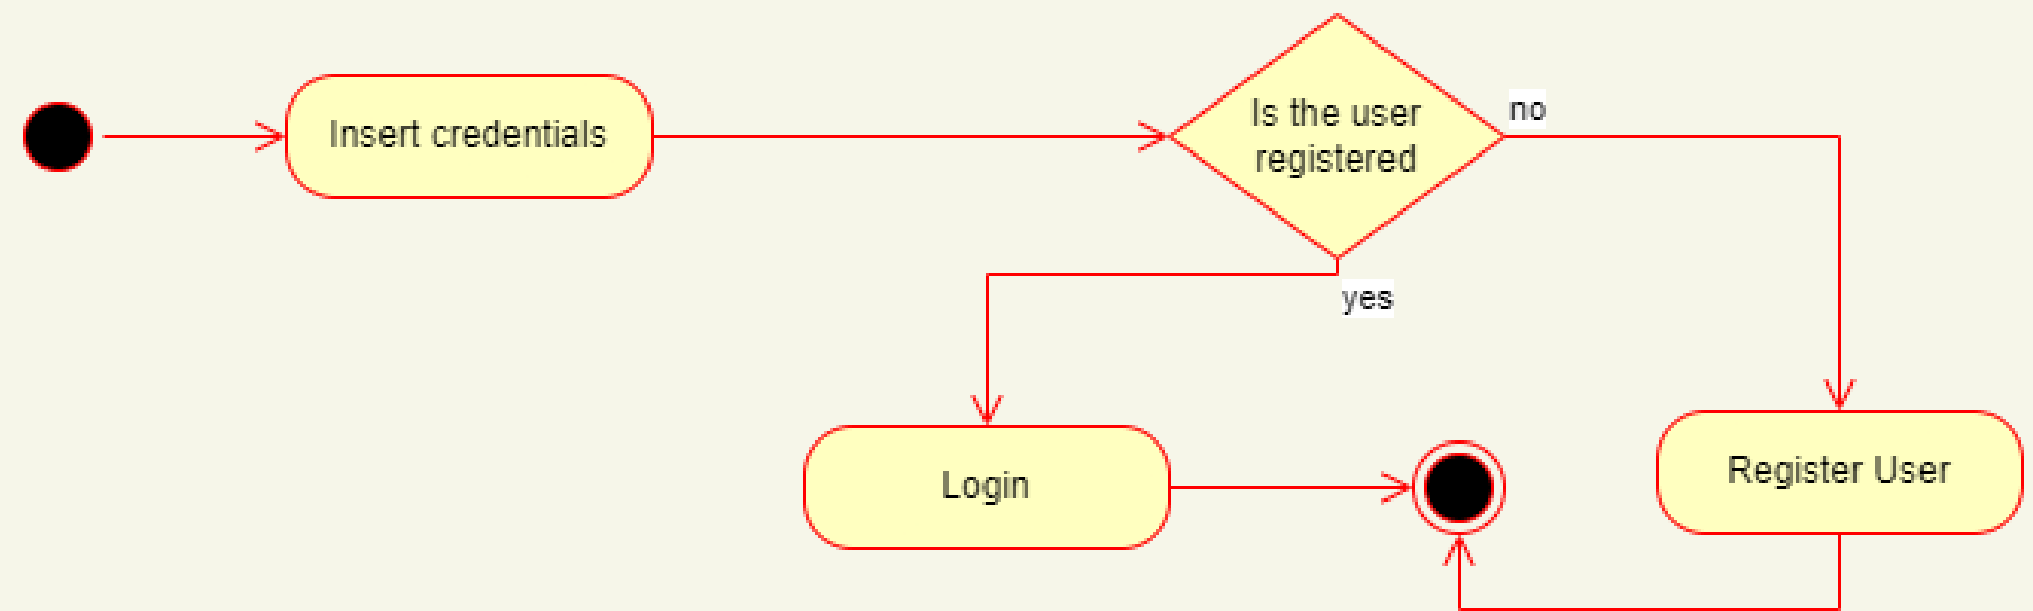 Insert credentials
Is the user
registered
no
yes
Login
Register User